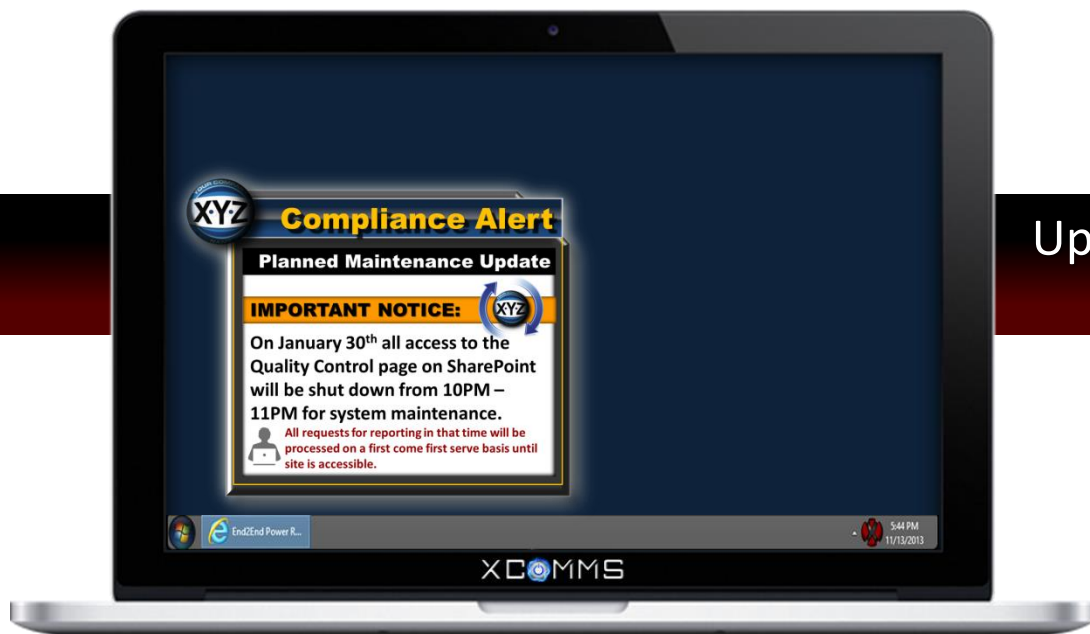 X·Y·Z
Compliance Alert
Planned Maintenance Update
IMPORTANT NOTICE:
XYZ
On January 30th all access to the
Quality Control page on SharePoint
will be shut down from 10PM –
11PM for system maintenance.
All requests for reporting in that time will be
processed on a first come first serve basis until
site is accessible.
Up
End2End Power R...
5:44 PM
11/13/2013
XCOMMS